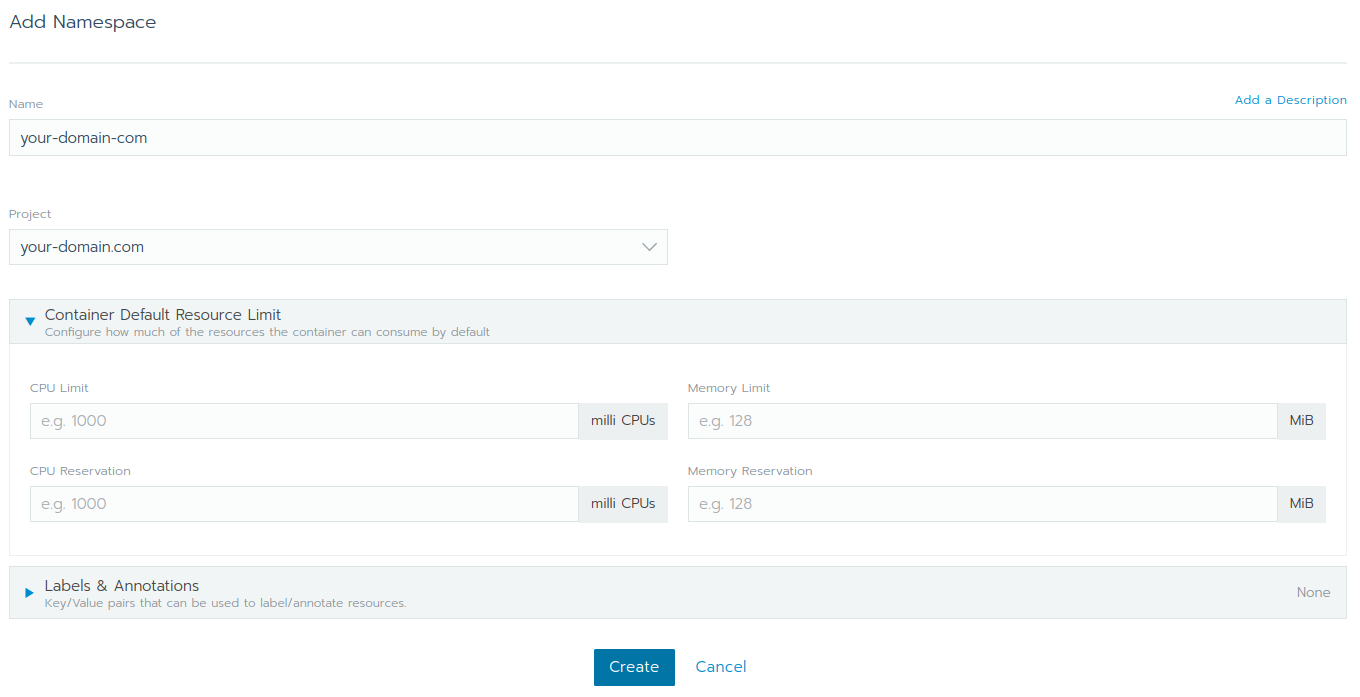 Add Namespace
Name
Add a Description
your-domain-com
Project
your-domain.com
Container Default Resource Limit
Configure how much of the resources the container can consume by default
CPU Limit
Memory Limit
e.g. 1000 milli CPUs
e.g. 128 MiB
CPU Reservation
Memory Reservation
e.g. 1000 milli CPUs
e.g. 128 MiB
Labels & Annotations
None
Key/Value pairs that can be used to label/annotate resources.
Create Cancel